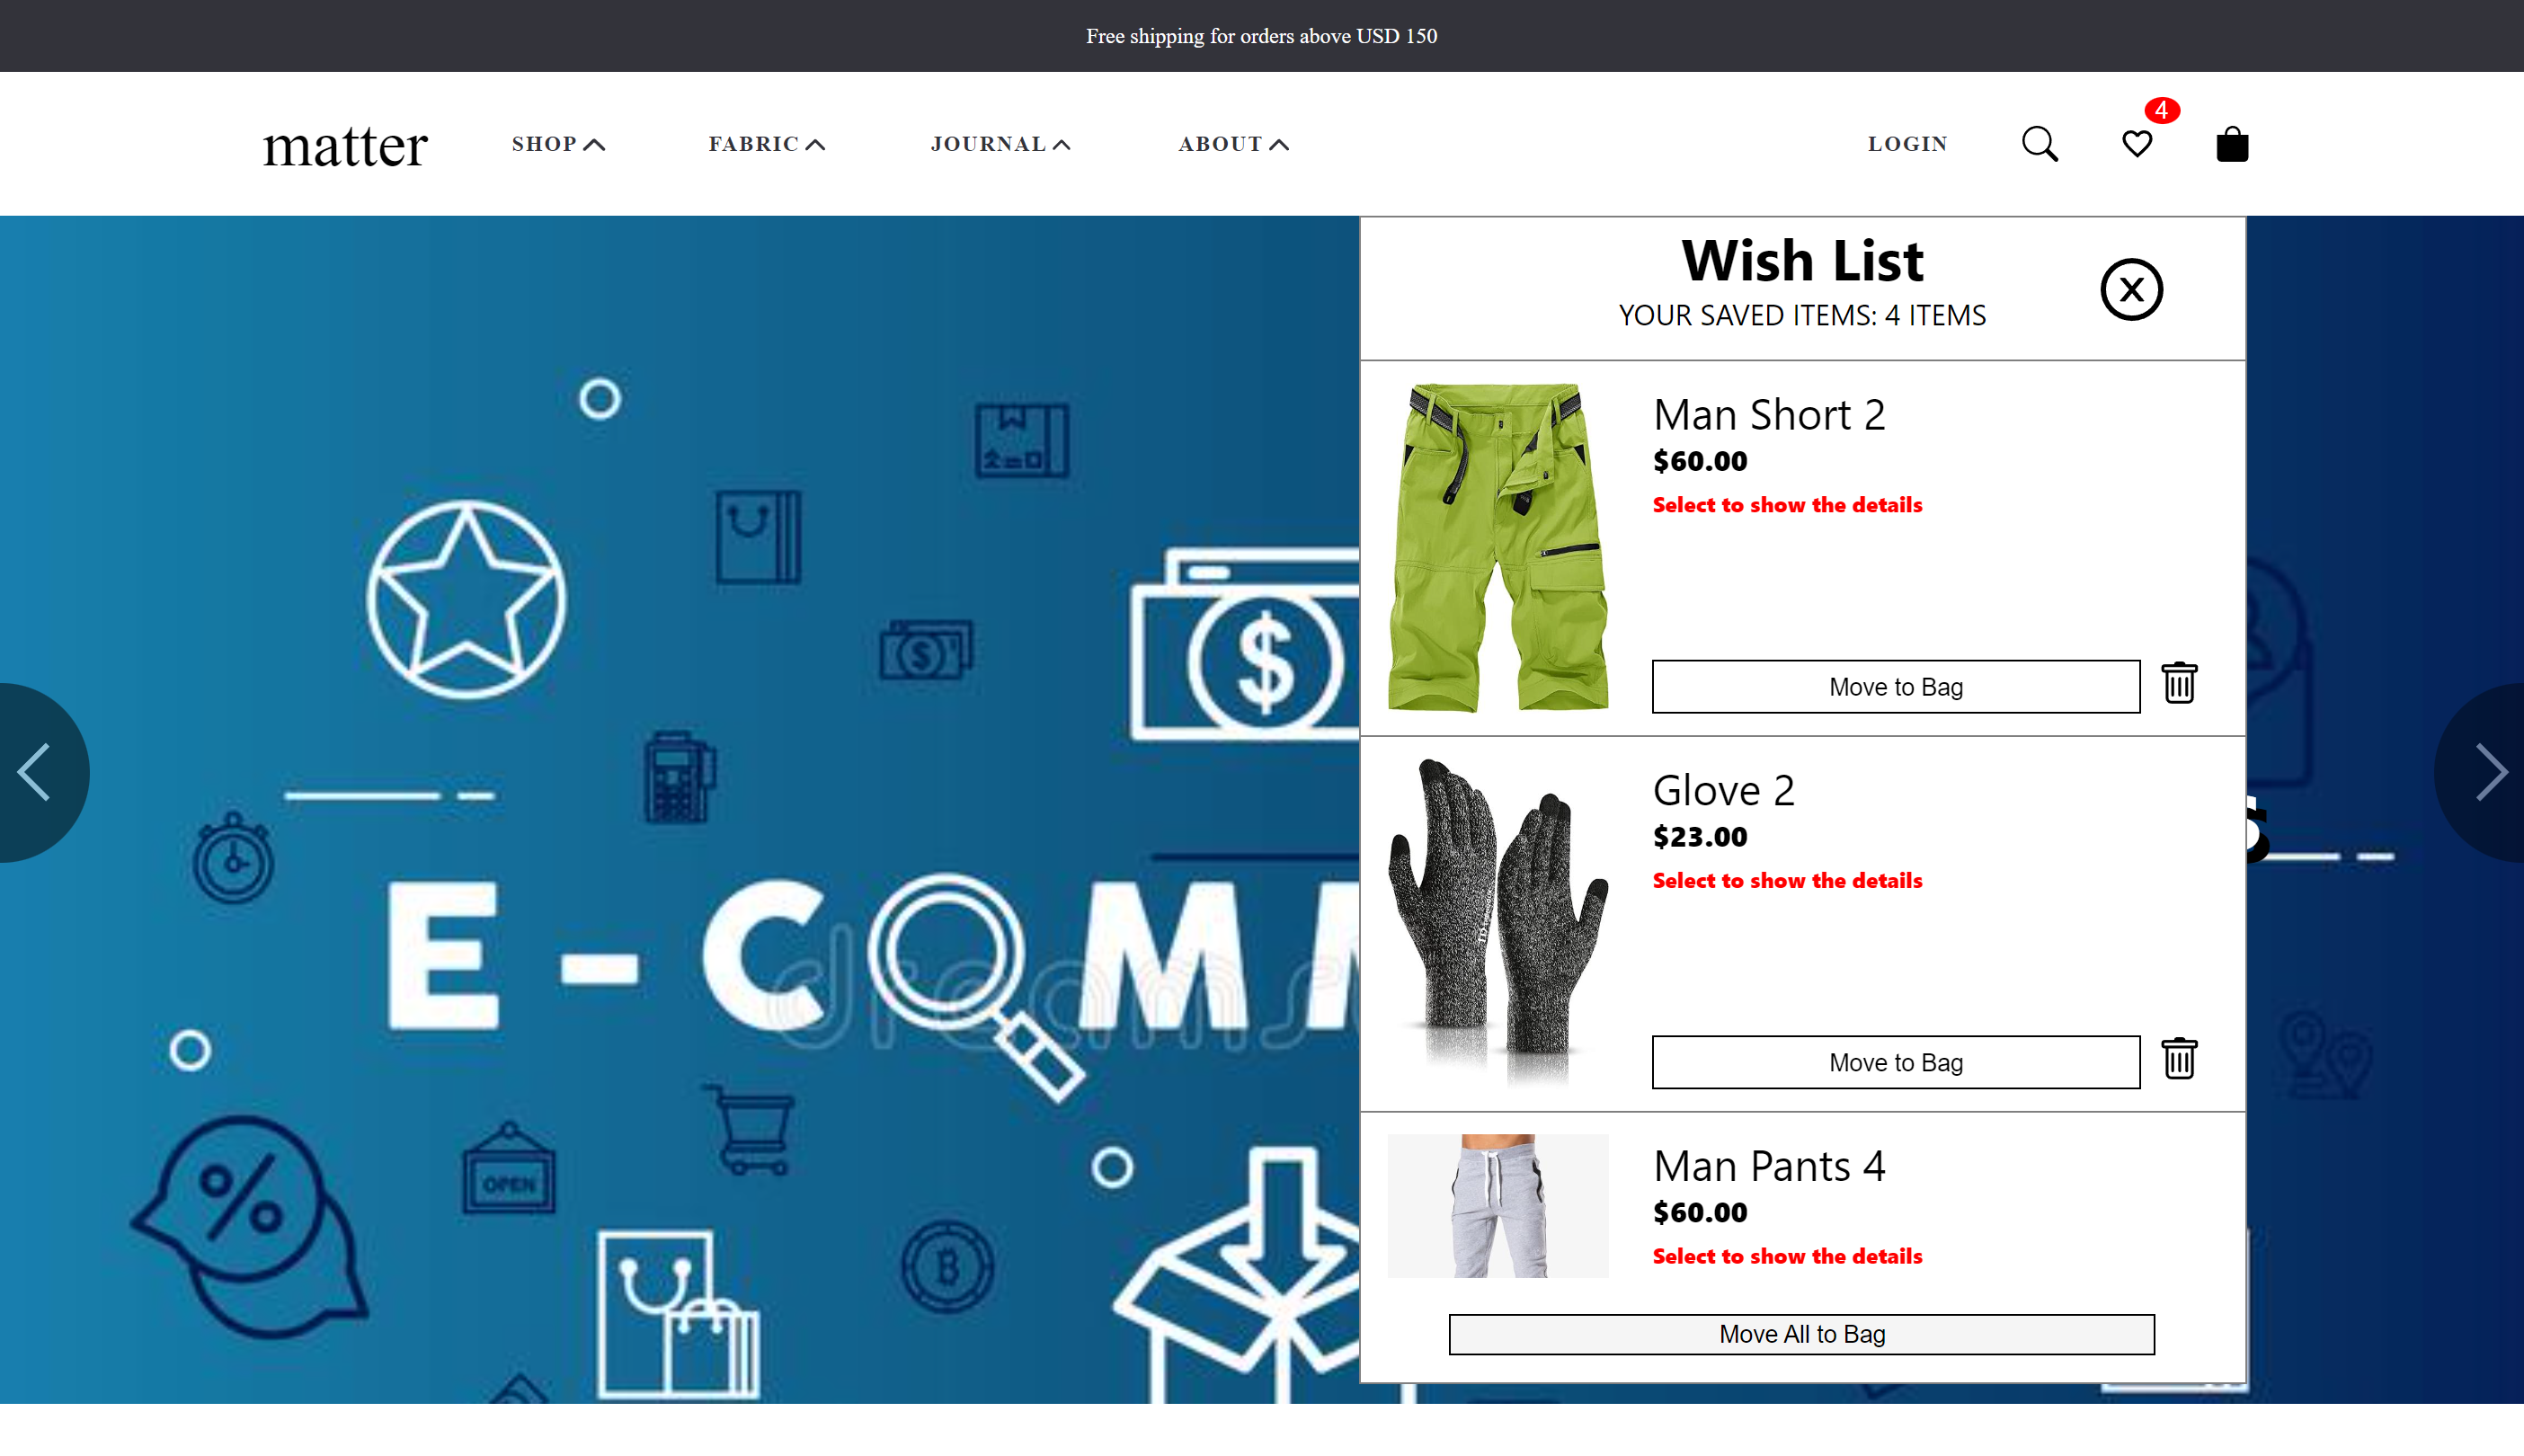 Free shipping for orders above USD 150
matter
SHOP
FABRIC
JOURNAL
ABOUT
LOGIN
4
Wish List
X
YOUR SAVED ITEMS: 4 ITEMS
Man Short 2
$60.00
Select to show the details
Move to Bag
Glove 2
$23.00
Select to show the details
Move to Bag
Man Pants 4
$60.00
Select to show the details
Move All to Bag
$
$
E-COMM
dreams
%
OPEN
B
s